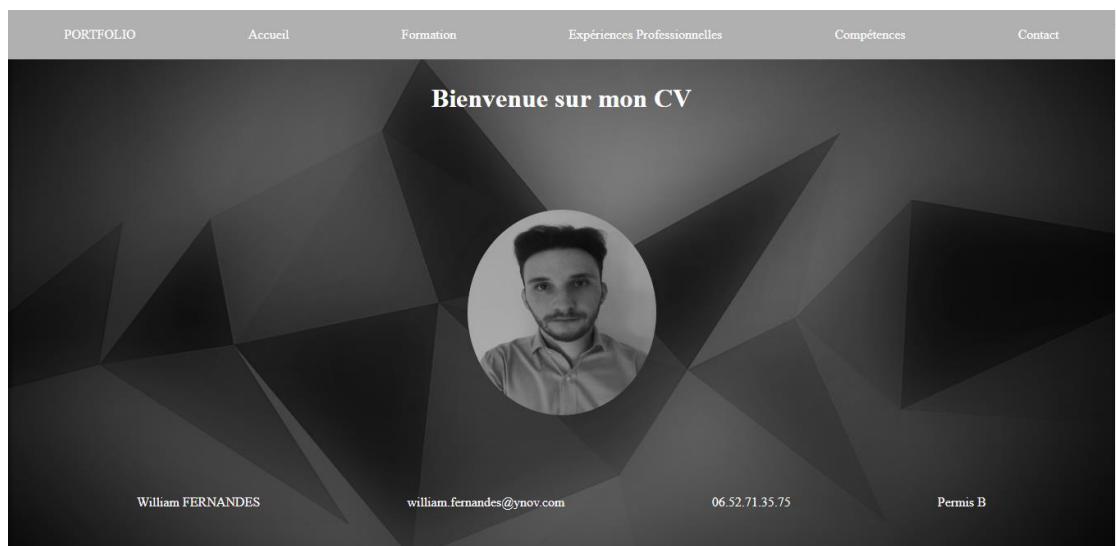 PORTFOLIO Accueil Formation Expériences Professionnelles Compétences Contact
Bienvenue sur mon CV
William FERNANDES william.fernandes@ynov.com 06.52.71.35.75 Permis B